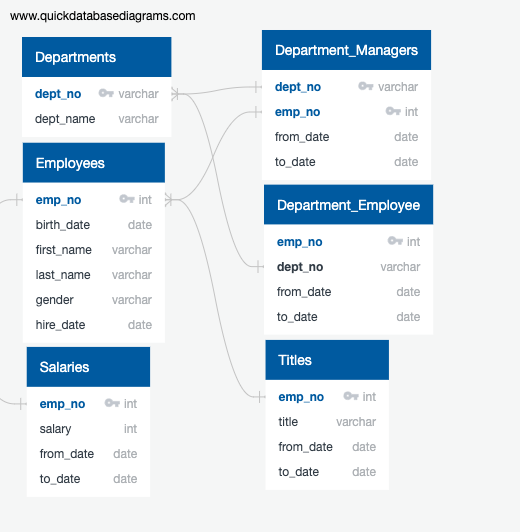 www.quickdatabasediagrams.com
Departments
dept_no varchar
dept_name varchar
Employees
emp_no int
birth_date date
first_name varchar
last_name varchar
gender varchar
hire_date date
Salaries
emp_no int
salary int
from_date date
to_date date
Department_Managers
dept_no varchar
emp_no int
from_date date
to_date date
Department_Employee
emp_no int
dept_no varchar
from_date date
to_date date
Titles
emp_no int
title varchar
from_date date
to_date date